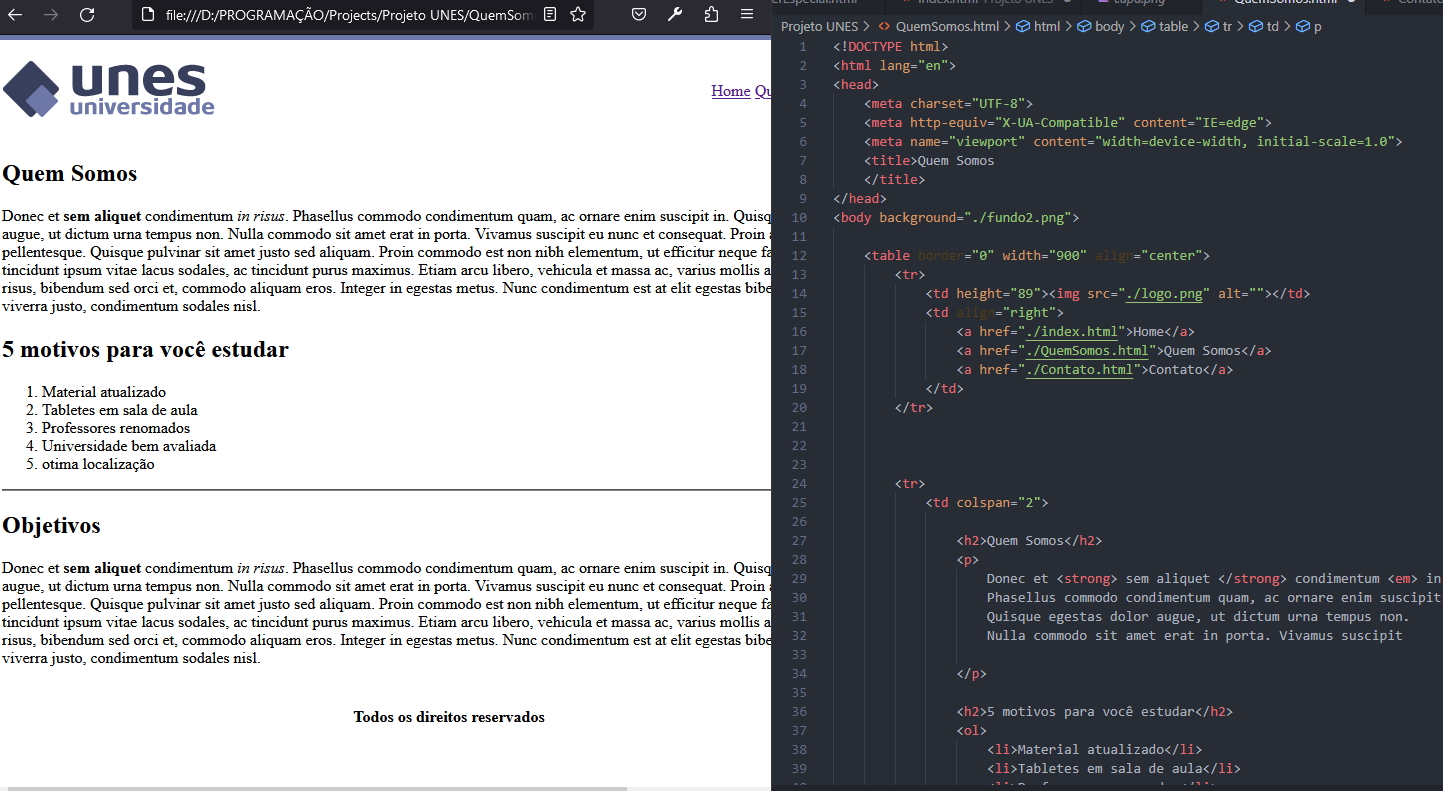 file:///D:/PROGRAMAÇÃO/Projects/Projeto UNES/QuemSom
unes
universidade
Home Qu
Quem Somos
Donec et sem aliquet condimentum in risus. Phasellus commodo condimentum quam, ac ornare enim suscipit in. Quisq
augue, ut dictum urna tempus non. Nulla commodo sit amet erat in porta. Vivamus suscipit eu nunc et consequat. Proin a
pellentesque. Quisque pulvinar sit amet justo sed aliquam. Proin commodo est non nibh elementum, ut efficitur neque fa
tincidunt ipsum vitae lacus sodales, ac tincidunt purus maximus. Etiam arcu libero, vehicula et massa ac, varius mollis a
risus, bibendum sed orci et, commodo aliquam eros. Integer in egestas metus. Nunc condimentum est at elit egestas bibe
viverra justo, condimentum sodales nisl.
5 motivos para você estudar
1. Material atualizado
2. Tabletes em sala de aula
3. Professores renomados
4. Universidade bem avaliada
5. otima localização
Objetivos
Donec et sem aliquet condimentum in risus. Phasellus commodo condimentum quam, ac ornare enim suscipit in. Quisq
augue, ut dictum urna tempus non. Nulla commodo sit amet erat in porta. Vivamus suscipit eu nunc et consequat. Proin a
pellentesque. Quisque pulvinar sit amet justo sed aliquam. Proin commodo est non nibh elementum, ut efficitur neque fa
tincidunt ipsum vitae lacus sodales, ac tincidunt purus maximus. Etiam arcu libero, vehicula et massa ac, varius mollis a
risus, bibendum sed orci et, commodo aliquam eros. Integer in egestas metus. Nunc condimentum est at elit egestas bibe
viverra justo, condimentum sodales nisl.
Todos os direitos reservados
Projeto UNES > QuemSomos.html > html > body > table > tr > td > p
1 <!DOCTYPE html>
2 <html lang="en">
3 <head>
4 <meta charset="UTF-8">
5 <meta http-equiv="X-UA-Compatible" content="IE=edge">
6 <meta name="viewport" content="width=device-width, initial-scale=1.0">
7 <title>Quem Somos
8 </title>
9 </head>
10 <body background="./fundo2.png">
11
12 <table border="0" width="900" align="center">
13 <tr>
14 <td height="89"><img src="./logo.png" alt=""></td>
15 <td align="right">
16 <a href="./index.html">Home</a>
17 <a href="./QuemSomos.html">Quem Somos</a>
18 <a href="./Contato.html">Contato</a>
19 </td>
20 </tr>
21
22
23
24 <tr>
25 <td colspan="2">
26
27 <h2>Quem Somos</h2>
28 <p>
29 Donec et <strong> sem aliquet </strong> condimentum <em> in
30 Phasellus commodo condimentum quam, ac ornare enim suscipit
31 Quisque egestas dolor augue, ut dictum urna tempus non.
32 Nulla commodo sit amet erat in porta. Vivamus suscipit
33
34 </p>
35
36 <h2>5 motivos para você estudar</h2>
37 <ol>
38 <li>Material atualizado</li>
39 <li>Tabletes em sala de aula</li>